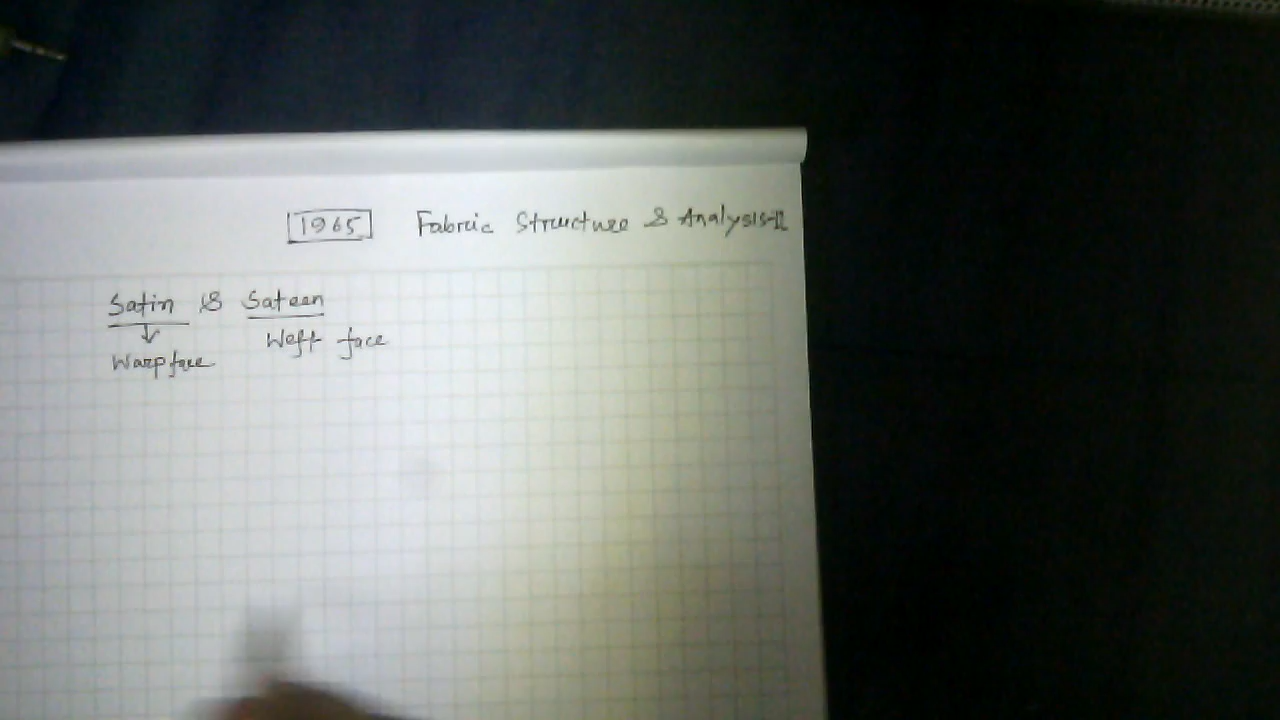 1965 Fabric Structure & Analysis-II
Satin & Sateen
Weft face
Warp face